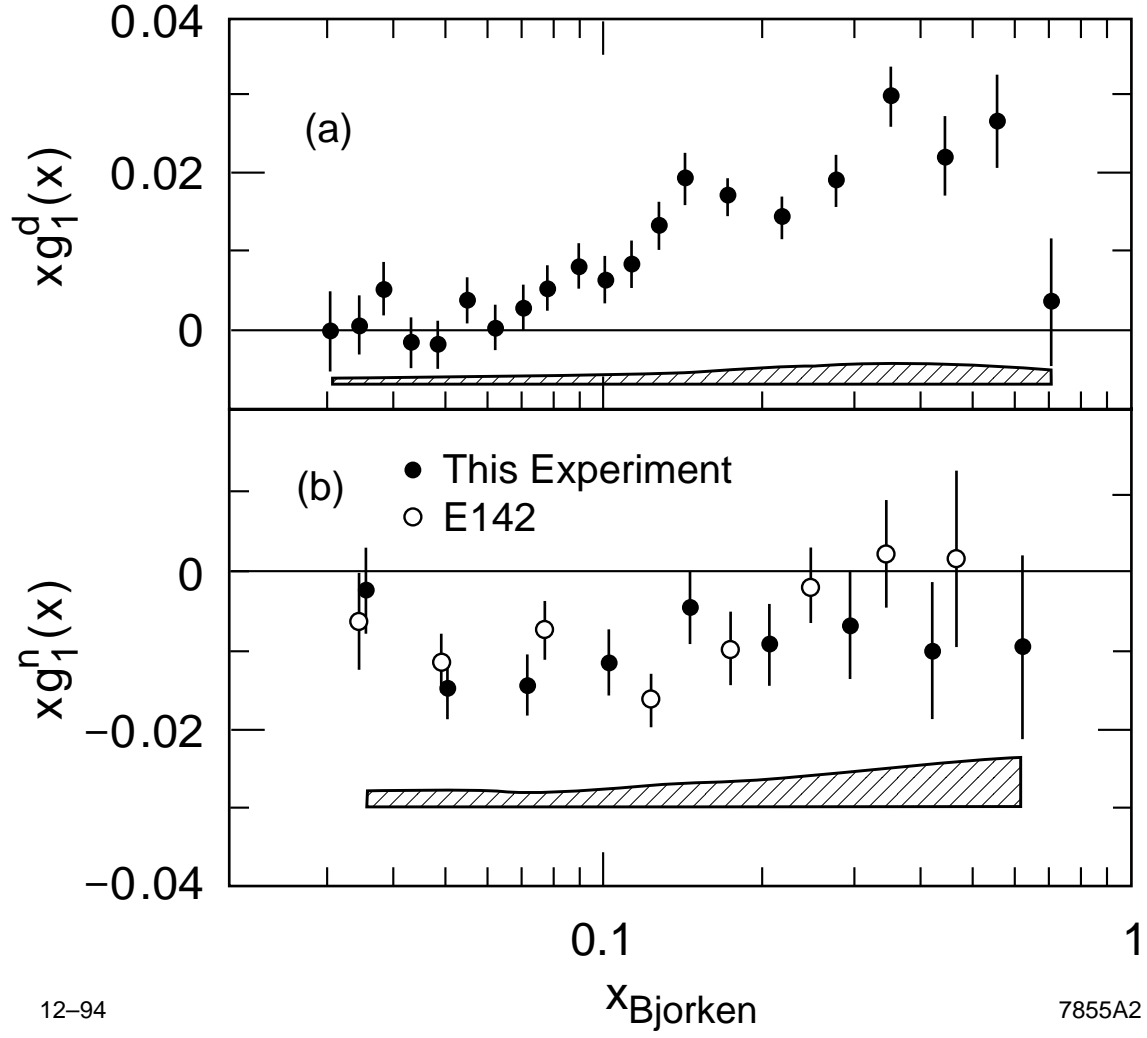 0.04
(a)
0.02
xg₁ᵈ(x)
0
(b)
This Experiment
E142
0
xg₁ⁿ(x)
−0.02
−0.04
0.1 1
xBjorken
12–94 7855A2